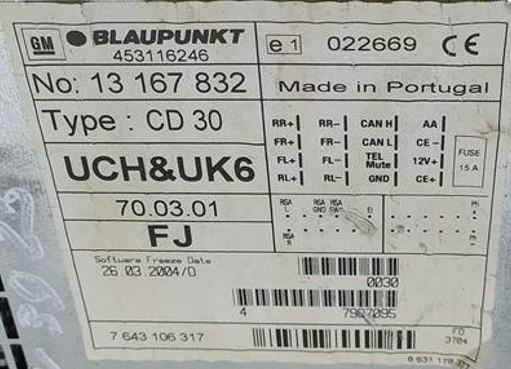 GM BLAUPUNKT
453116246
e1 022669 CE
No: 13 167 832
Made in Portugal
Type : CD 30
RR+ RR- CAN H AA
FR+ FR- CAN L CE-
FL+ FL- TEL Mute 12V+
RL+ RL- GND CE+
FUSE
15 A
UCH&UK6
70.03.01
FJ
RSA L RSA GND RSA SW+ El Ph
RSA R Ph
Software Freeze Date
26.03.2004/0
0030
4 7967095
7 643 106 317
FD
3704